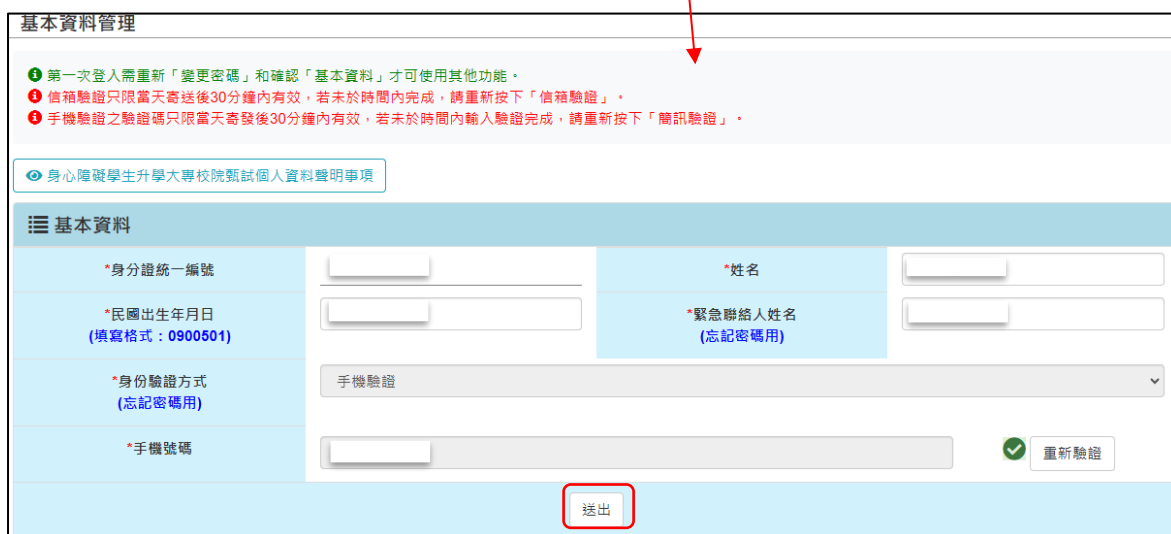 基本資料管理
第一次登入需重新「變更密碼」和確認「基本資料」才可使用其他功能。
信箱驗證只限當天寄送後30分鐘內有效，若未於時間內完成，請重新按下「信箱驗證」。
手機驗證之驗證碼只限當天寄發後30分鐘內有效，若未於時間內輸入驗證完成，請重新按下「簡訊驗證」。
身心障礙學生升學大專校院甄試個人資料聲明事項
基本資料
*身分證統一編號
*姓名
*民國出生年月日
(填寫格式：0900501)
*緊急聯絡人姓名
(忘記密碼用)
*身份驗證方式
(忘記密碼用)
手機驗證
*手機號碼
重新驗證
送出